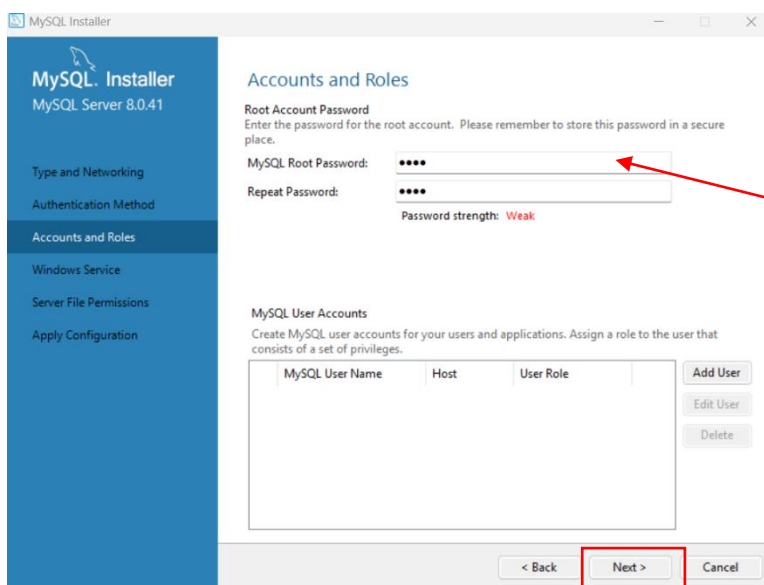 MySQL Installer
MySQL. Installer
MySQL Server 8.0.41
Type and Networking
Authentication Method
Accounts and Roles
Windows Service
Server File Permissions
Apply Configuration
Accounts and Roles
Root Account Password
Enter the password for the root account. Please remember to store this password in a secure
place.
MySQL Root Password: ●●●●
Repeat Password: ●●●●
Password strength: Weak
MySQL User Accounts
Create MySQL user accounts for your users and applications. Assign a role to the user that
consists of a set of privileges.
MySQL User Name Host User Role
Add User
Edit User
Delete
< Back Next > Cancel